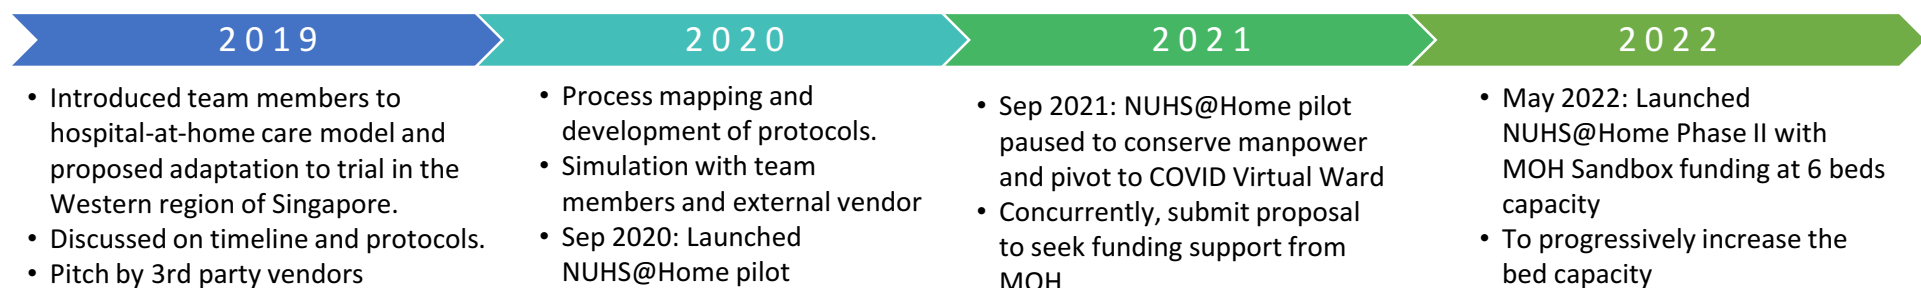 2019
• Introduced team members to
hospital-at-home care model and
proposed adaptation to trial in the
Western region of Singapore.
• Discussed on timeline and protocols.
• Pitch by 3rd party vendors
2020
• Process mapping and
development of protocols.
• Simulation with team
members and external vendor
• Sep 2020: Launched
NUHS@Home pilot
2021
• Sep 2021: NUHS@Home pilot
paused to conserve manpower
and pivot to COVID Virtual Ward
• Concurrently, submit proposal
to seek funding support from
MOH
2022
• May 2022: Launched
NUHS@Home Phase II with
MOH Sandbox funding at 6 beds
capacity
• To progressively increase the
bed capacity